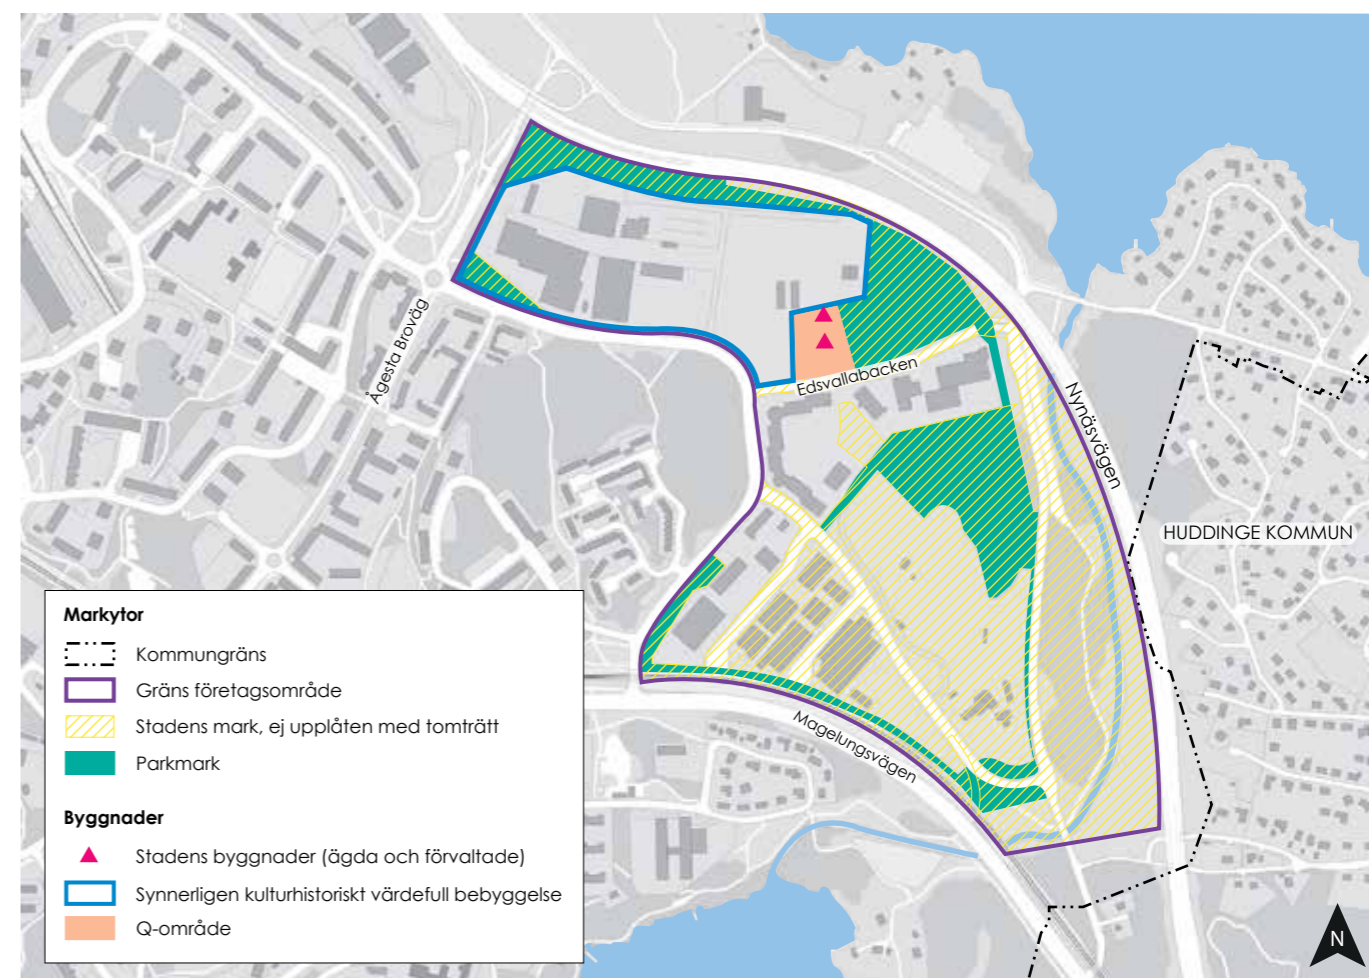 Ågesta Broväg
Edsvallabacken
Nynäsvägen
HUDDINGE KOMMUN
Magelungsvägen
Markytor
Kommungräns
Gräns företagsområde
Stadens mark, ej upplåten med tomträtt
Parkmark
Byggnader
Stadens byggnader (ägda och förvaltade)
Synnerligen kulturhistoriskt värdefull bebyggelse
Q-område
N